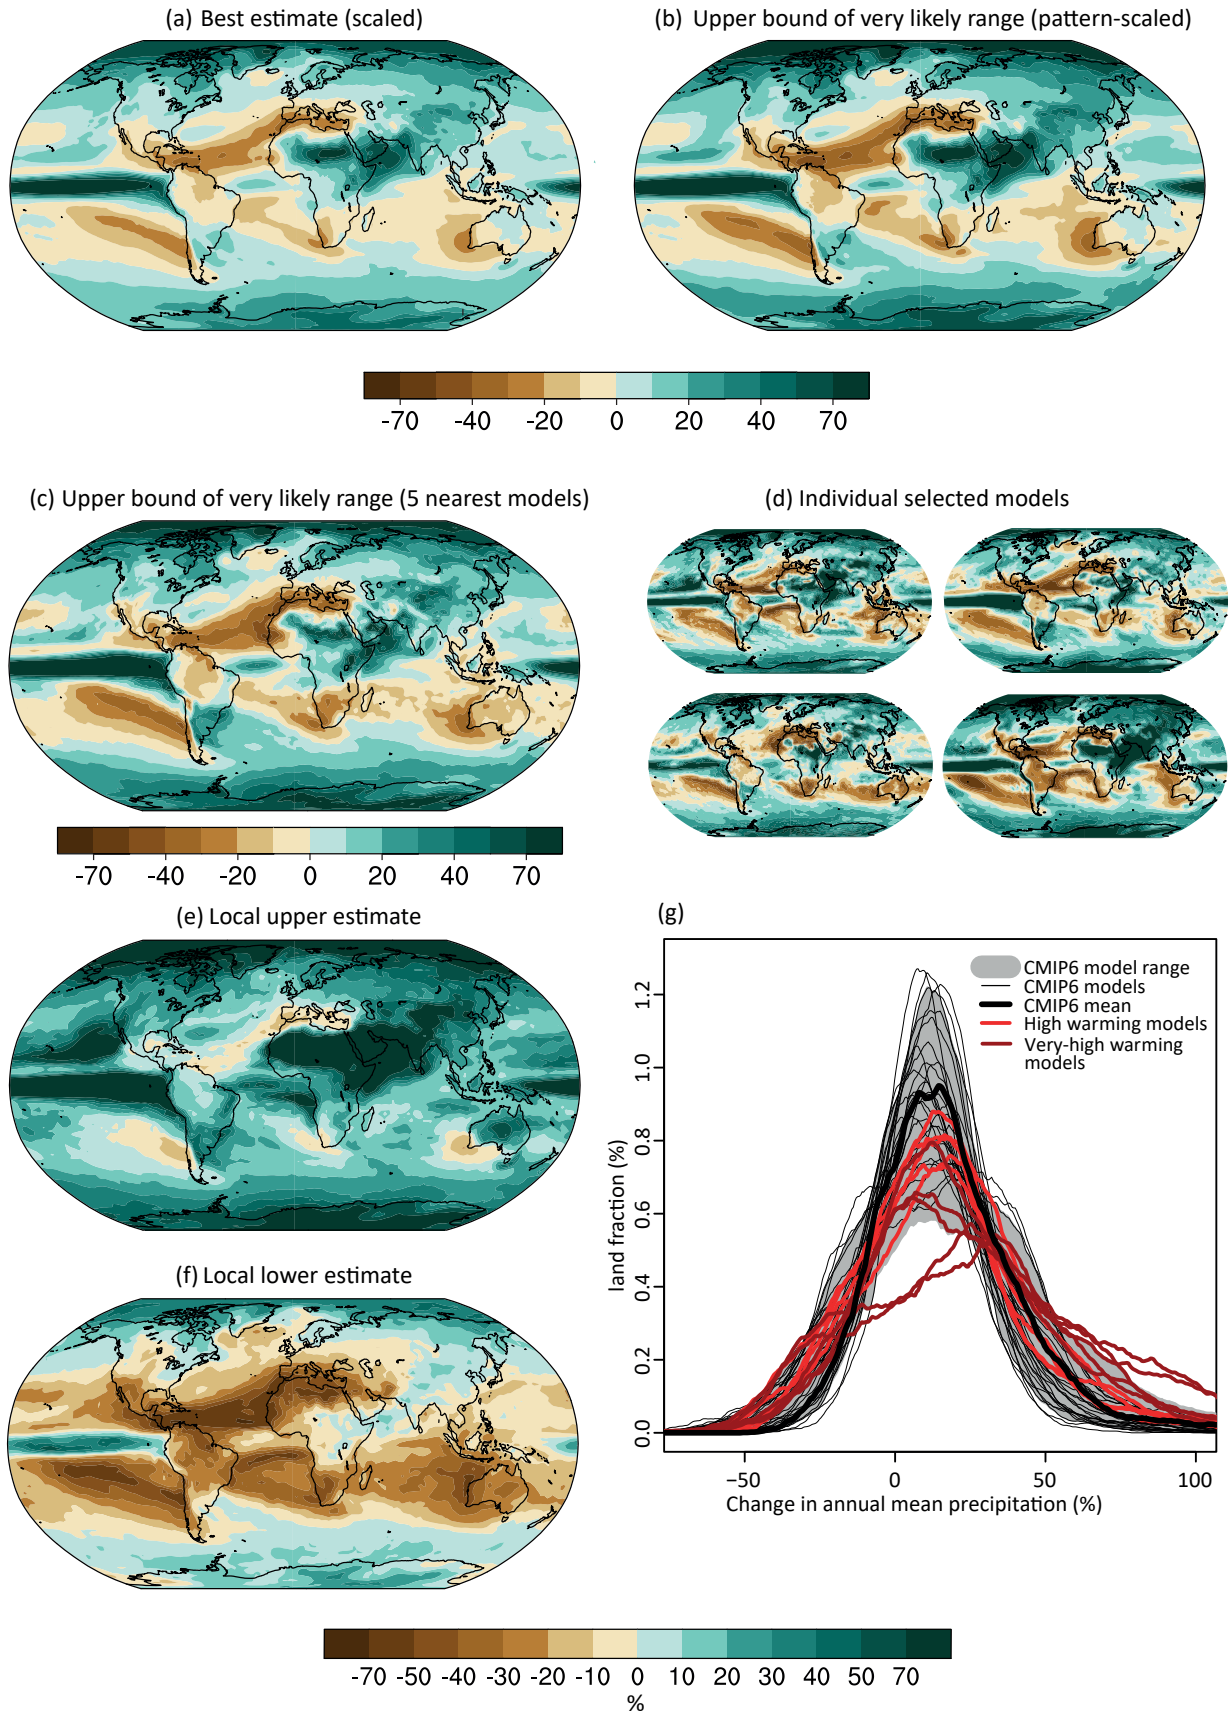 (a) Best estimate (scaled)
(b) Upper bound of very likely range (pattern-scaled)
-70 -40 -20 0 20 40 70
(c) Upper bound of very likely range (5 nearest models)
(d) Individual selected models
-70 -40 -20 0 20 40 70
(e) Local upper estimate
(g)
CMIP6 model range
CMIP6 models
CMIP6 mean
High warming models
Very-high warming
models
1.2
1.0
0.8
0.6
0.4
0.2
0.0
land fraction (%)
−50 0 50 100
Change in annual mean precipitation (%)
(f) Local lower estimate
-70 -50 -40 -30 -20 -10 0 10 20 30 40 50 70
%